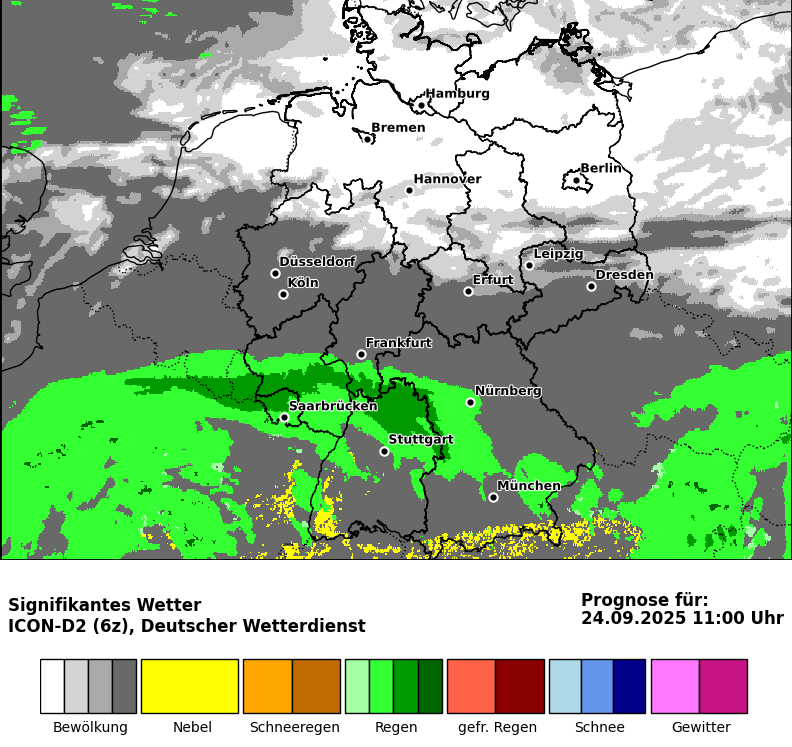 Hamburg
Bremen
Berlin
Hannover
Leipzig
Düsseldorf
Dresden
Köln
Erfurt
Frankfurt
Nürnberg
Saarbrücken
Stuttgart
München
Signifikantes Wetter
ICON-D2 (6z), Deutscher Wetterdienst
Prognose für:
24.09.2025 11:00 Uhr
Bewölkung
Nebel
Schneeregen
Regen
gefr. Regen
Schnee
Gewitter